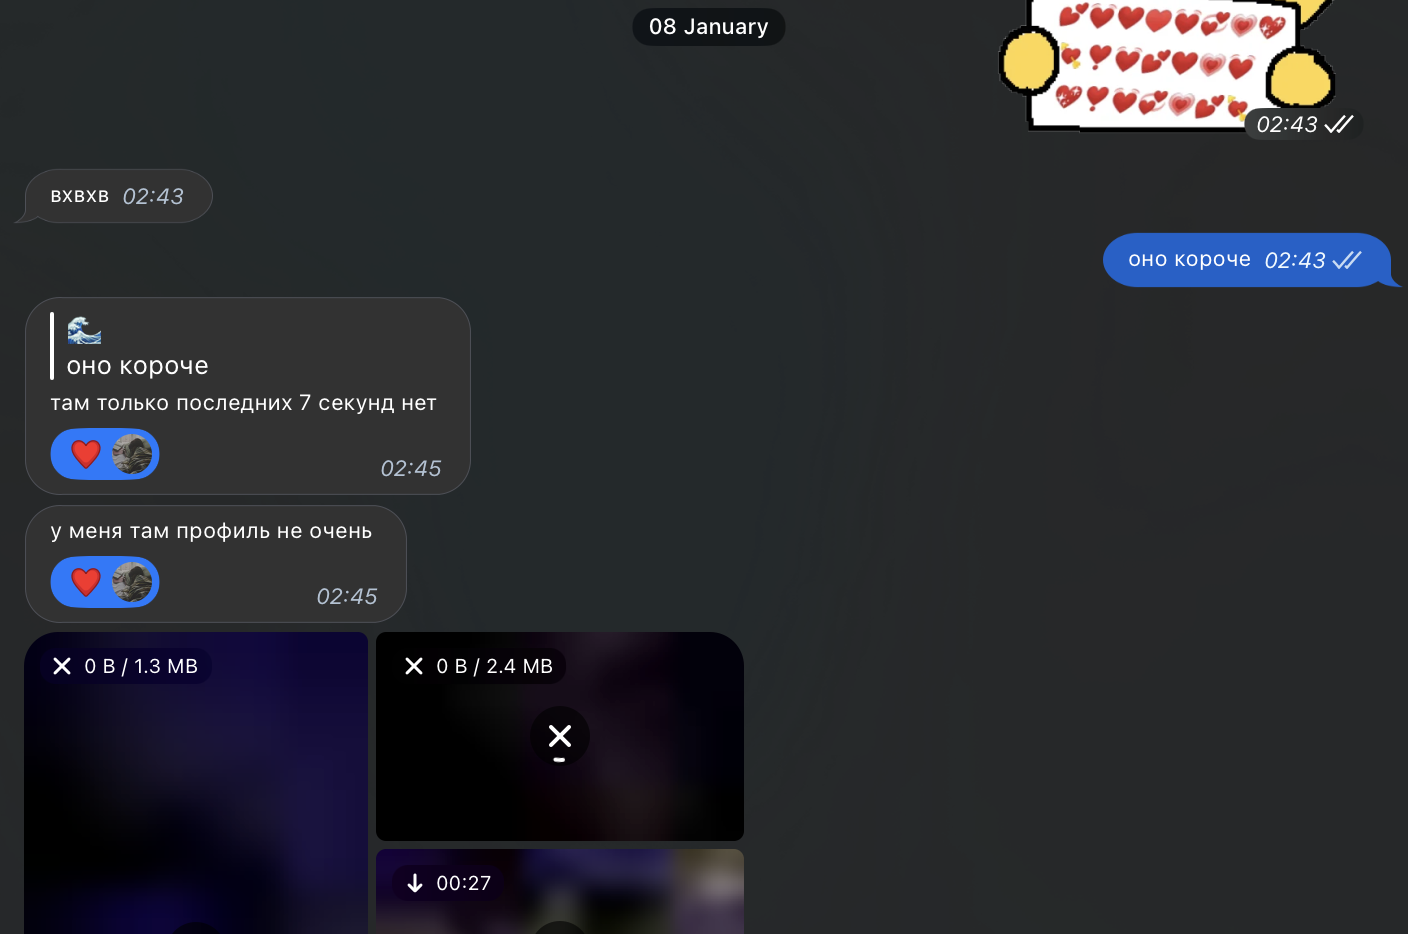 08 January
02:43
вхвхв 02:43
оно короче 02:43
🌊
оно короче
там только последних 7 секунд нет
❤️
02:45
у меня там профиль не очень
❤️
02:45
0 B / 1.3 MB
0 B / 2.4 MB
00:27